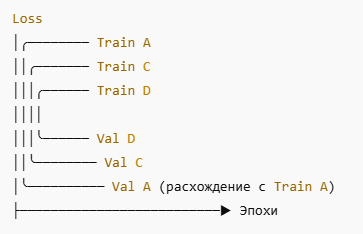 Loss
Train A
Train C
Train D
Val D
Val C
Val A (расхождение с Train A)
Эпохи